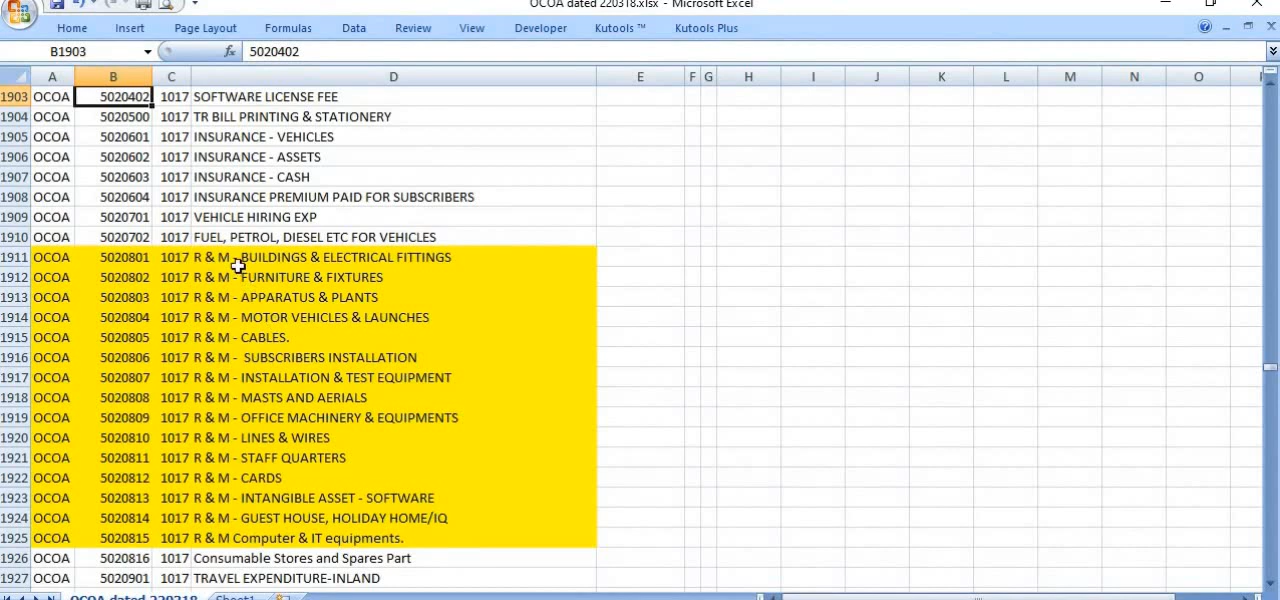 OCOA dated 220318.xlsx - Microsoft Excel
Home Insert Page Layout Formulas Data Review View Developer Kutools ™ Kutools Plus
B1903 fx 5020402
A B C D E F G H I J K L M N O
1903 OCOA 5020402 1017 SOFTWARE LICENSE FEE
1904 OCOA 5020500 1017 TR BILL PRINTING & STATIONERY
1905 OCOA 5020601 1017 INSURANCE - VEHICLES
1906 OCOA 5020602 1017 INSURANCE - ASSETS
1907 OCOA 5020603 1017 INSURANCE - CASH
1908 OCOA 5020604 1017 INSURANCE PREMIUM PAID FOR SUBSCRIBERS
1909 OCOA 5020701 1017 VEHICLE HIRING EXP
1910 OCOA 5020702 1017 FUEL, PETROL, DIESEL ETC FOR VEHICLES
1911 OCOA 5020801 1017 R & M - BUILDINGS & ELECTRICAL FITTINGS
1912 OCOA 5020802 1017 R & M - FURNITURE & FIXTURES
1913 OCOA 5020803 1017 R & M - APPARATUS & PLANTS
1914 OCOA 5020804 1017 R & M - MOTOR VEHICLES & LAUNCHES
1915 OCOA 5020805 1017 R & M - CABLES.
1916 OCOA 5020806 1017 R & M -  SUBSCRIBERS INSTALLATION
1917 OCOA 5020807 1017 R & M - INSTALLATION & TEST EQUIPMENT
1918 OCOA 5020808 1017 R & M - MASTS AND AERIALS
1919 OCOA 5020809 1017 R & M - OFFICE MACHINERY & EQUIPMENTS
1920 OCOA 5020810 1017 R & M - LINES & WIRES
1921 OCOA 5020811 1017 R & M - STAFF QUARTERS
1922 OCOA 5020812 1017 R & M - CARDS
1923 OCOA 5020813 1017 R & M - INTANGIBLE ASSET - SOFTWARE
1924 OCOA 5020814 1017 R & M - GUEST HOUSE, HOLIDAY HOME/IQ
1925 OCOA 5020815 1017 R & M Computer & IT equipments.
1926 OCOA 5020816 1017 Consumable Stores and Spares Part
1927 OCOA 5020901 1017 TRAVEL EXPENDITURE-INLAND
OCOA dated 220318 Sheet1